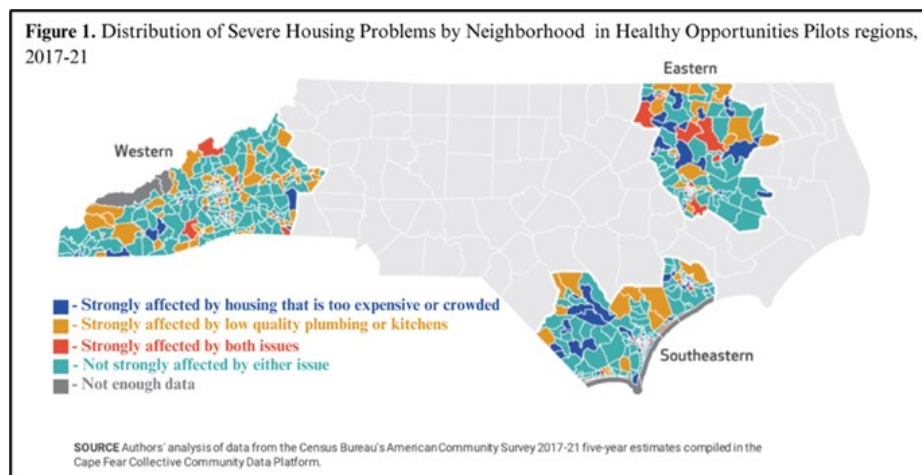 Figure 1. Distribution of Severe Housing Problems by Neighborhood in Healthy Opportunities Pilots regions,
2017-21
Eastern
Western
- Strongly affected by housing that is too expensive or crowded
- Strongly affected by low quality plumbing or kitchens
- Strongly affected by both issues
- Not strongly affected by either issue
- Not enough data
Southeastern
SOURCE Authors' analysis of data from the Census Bureau's American Community Survey 2017-21 five-year estimates compiled in the
Cape Fear Collective Community Data Platform.